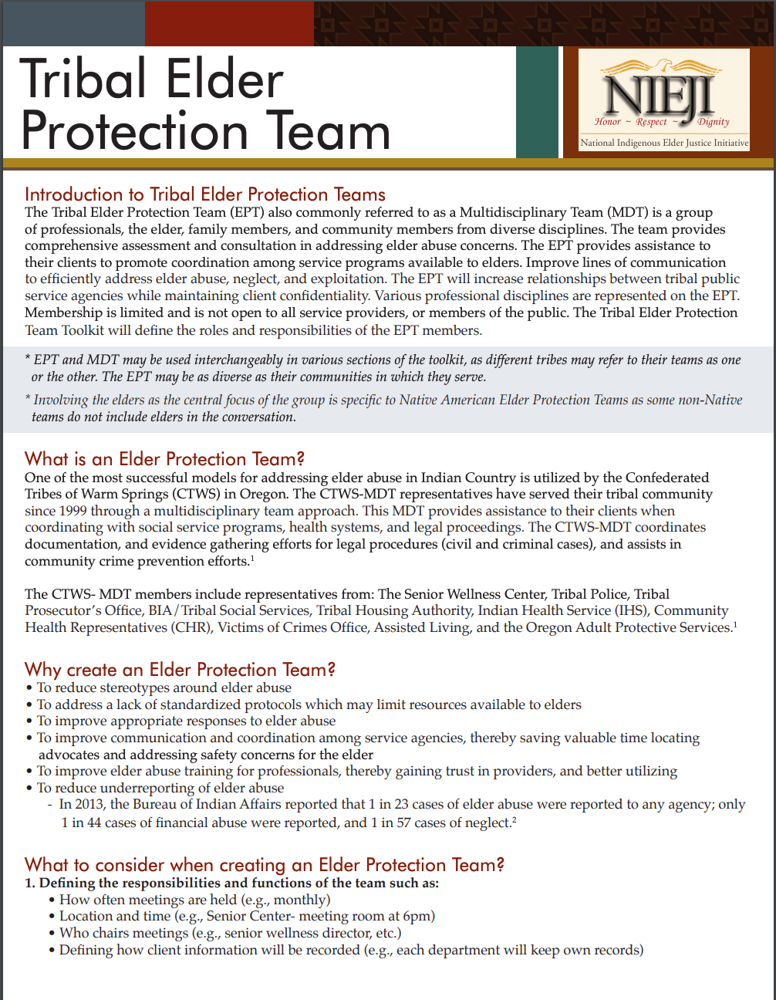 Tribal Elder
Protection Team
NIEJI
Honor ~ Respect ~ Dignity
National Indigenous Elder Justice Initiative
Introduction to Tribal Elder Protection Teams
The Tribal Elder Protection Team (EPT) also commonly referred to as a Multidisciplinary Team (MDT) is a group
of professionals, the elder, family members, and community members from diverse disciplines. The team provides
comprehensive assessment and consultation in addressing elder abuse concerns. The EPT provides assistance to
their clients to promote coordination among service programs available to elders. Improve lines of communication
to efficiently address elder abuse, neglect, and exploitation. The EPT will increase relationships between tribal public
service agencies while maintaining client confidentiality. Various professional disciplines are represented on the EPT.
Membership is limited and is not open to all service providers, or members of the public. The Tribal Elder Protection
Team Toolkit will define the roles and responsibilities of the EPT members.
* EPT and MDT may be used interchangeably in various sections of the toolkit, as different tribes may refer to their teams as one
or the other. The EPT may be as diverse as their communities in which they serve.
* Involving the elders as the central focus of the group is specific to Native American Elder Protection Teams as some non-Native
teams do not include elders in the conversation.
What is an Elder Protection Team?
One of the most successful models for addressing elder abuse in Indian Country is utilized by the Confederated
Tribes of Warm Springs (CTWS) in Oregon. The CTWS-MDT representatives have served their tribal community
since 1999 through a multidisciplinary team approach. This MDT provides assistance to their clients when
coordinating with social service programs, health systems, and legal proceedings. The CTWS-MDT coordinates
documentation, and evidence gathering efforts for legal procedures (civil and criminal cases), and assists in
community crime prevention efforts.¹
The CTWS- MDT members include representatives from: The Senior Wellness Center, Tribal Police, Tribal
Prosecutor's Office, BIA/Tribal Social Services, Tribal Housing Authority, Indian Health Service (IHS), Community
Health Representatives (CHR), Victims of Crimes Office, Assisted Living, and the Oregon Adult Protective Services.¹
Why create an Elder Protection Team?
• To reduce stereotypes around elder abuse
• To address a lack of standardized protocols which may limit resources available to elders
• To improve appropriate responses to elder abuse
• To improve communication and coordination among service agencies, thereby saving valuable time locating
advocates and addressing safety concerns for the elder
• To improve elder abuse training for professionals, thereby gaining trust in providers, and better utilizing
• To reduce underreporting of elder abuse
- In 2013, the Bureau of Indian Affairs reported that 1 in 23 cases of elder abuse were reported to any agency; only
1 in 44 cases of financial abuse were reported, and 1 in 57 cases of neglect.²
What to consider when creating an Elder Protection Team?
1. Defining the responsibilities and functions of the team such as:
• How often meetings are held (e.g., monthly)
• Location and time (e.g., Senior Center- meeting room at 6pm)
• Who chairs meetings (e.g., senior wellness director, etc.)
• Defining how client information will be recorded (e.g., each department will keep own records)